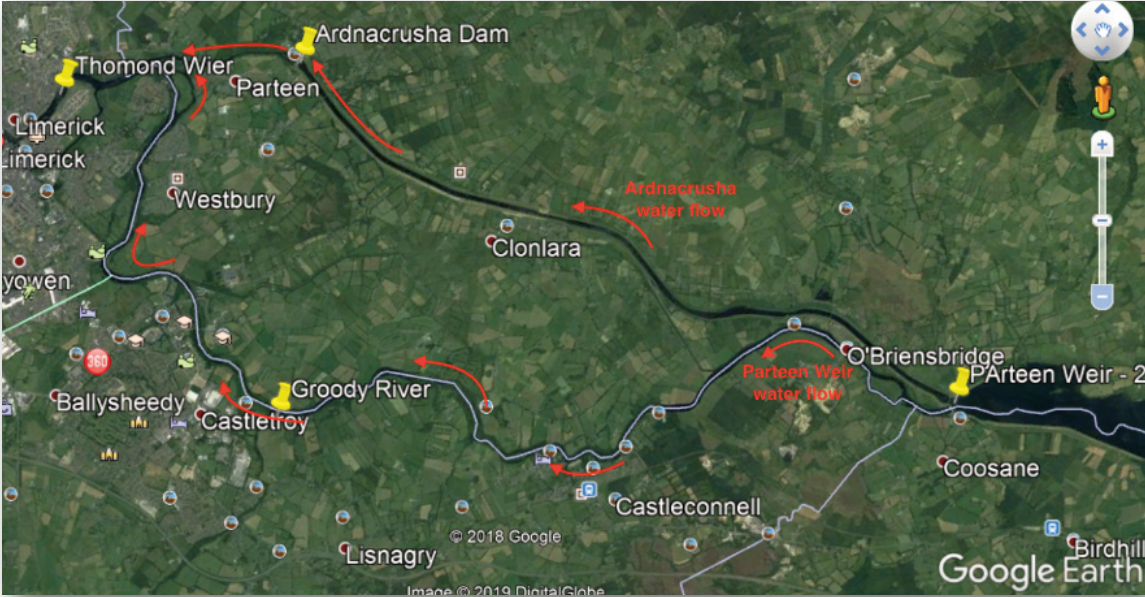 Ardnacrusha Dam
Thomond Wier
Parteen
Limerick
Limerick
Westbury
Ardnacrusha
water flow
Clonlara
yowen
360
O'Briensbridge
Parteen Weir
water flow
PArteen Weir - 2
Groody River
Ballysheedy
Castletroy
Coosane
Castleconnell
© 2018 Google
Lisnagry
Birdhill
Google Earth
Image © 2019 DigitalGlobe